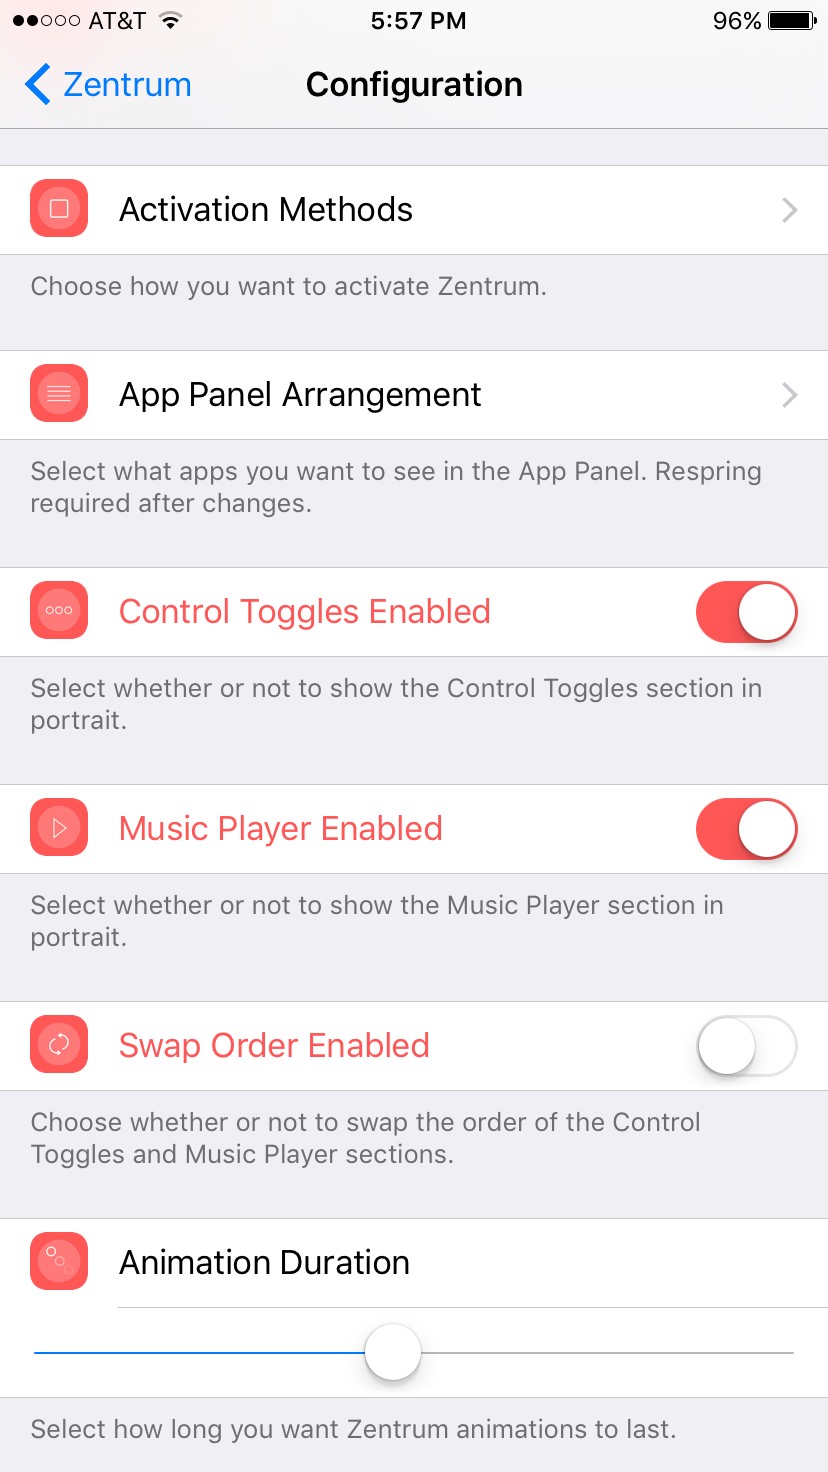 AT&T 5:57 PM 96%
Zentrum Configuration
Activation Methods
Choose how you want to activate Zentrum.
App Panel Arrangement
Select what apps you want to see in the App Panel. Respring
required after changes.
Control Toggles Enabled
Select whether or not to show the Control Toggles section in
portrait.
Music Player Enabled
Select whether or not to show the Music Player section in
portrait.
Swap Order Enabled
Choose whether or not to swap the order of the Control
Toggles and Music Player sections.
Animation Duration
Select how long you want Zentrum animations to last.